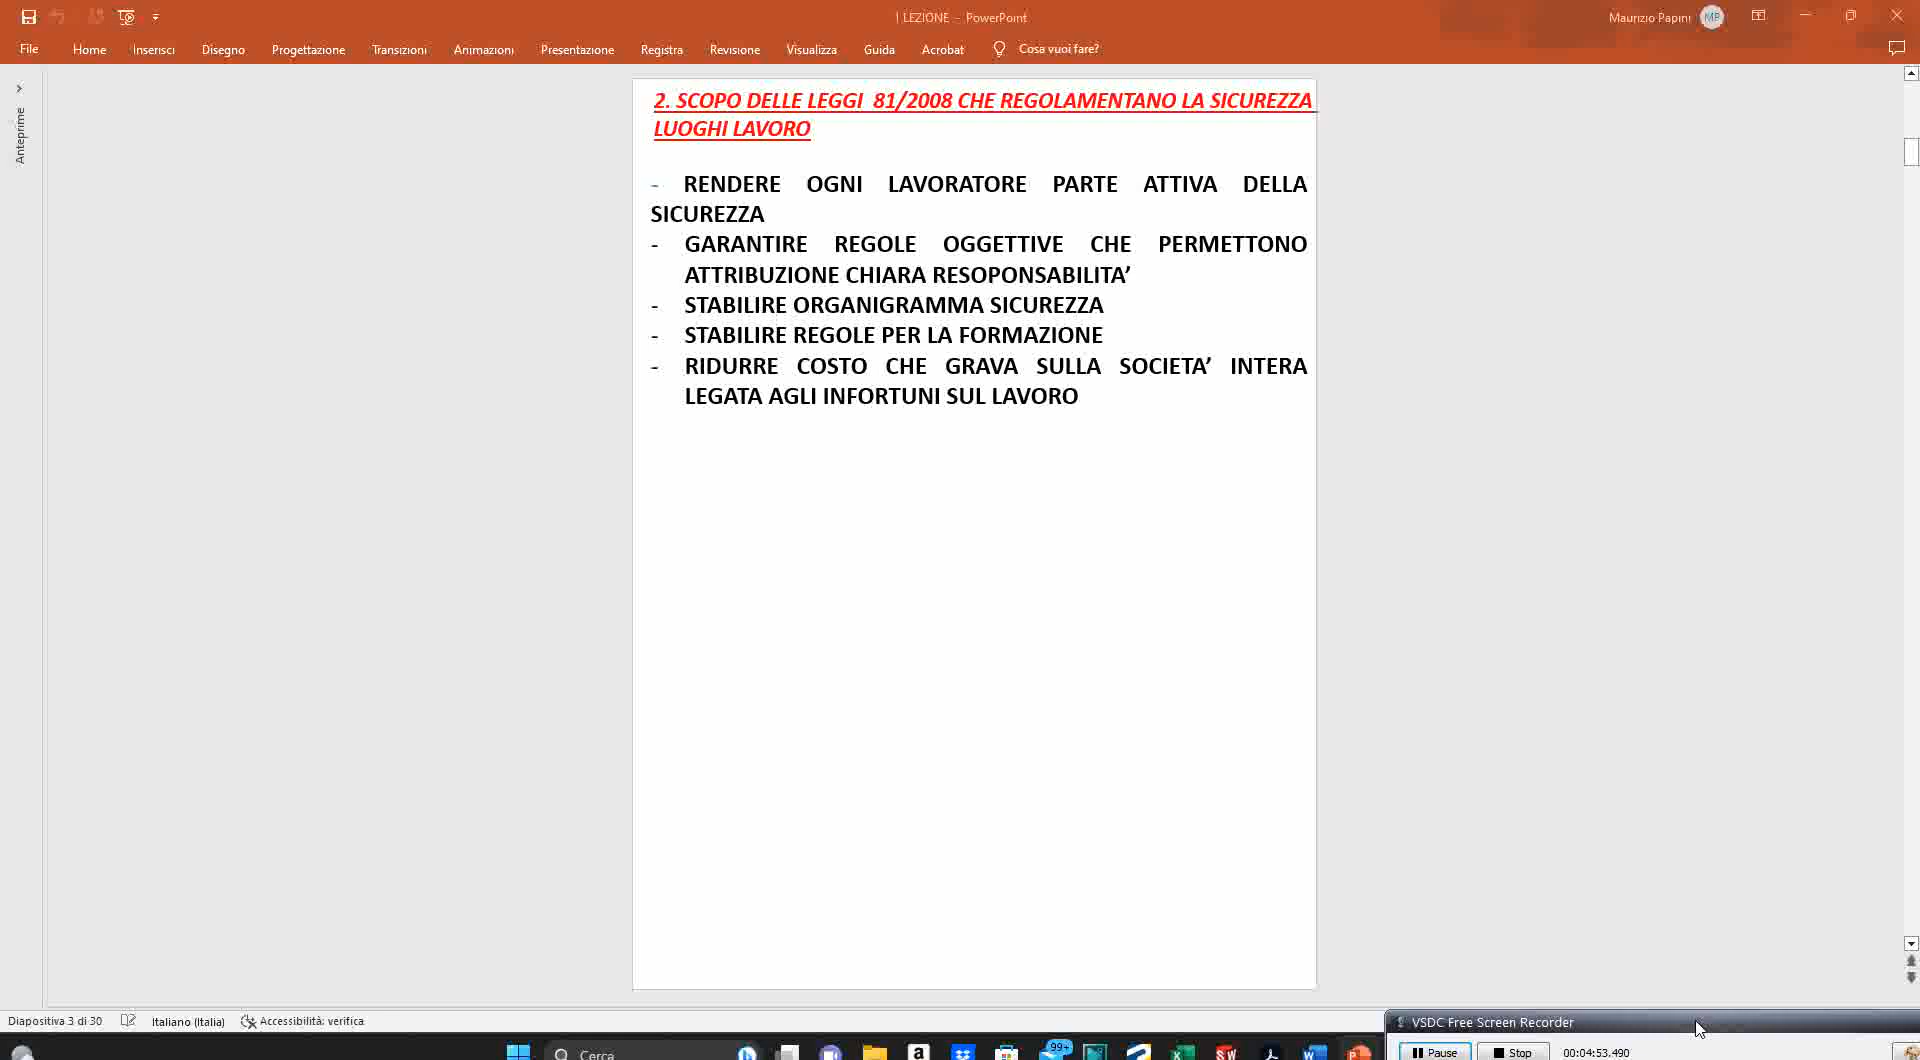 | LEZIONE - PowerPoint
Maurizio Papini MP
File Home Inserisci Disegno Progettazione Transizioni Animazioni Presentazione Registra Revisione Visualizza Guida Acrobat Cosa vuoi fare?
Anteprime
2. SCOPO DELLE LEGGI 81/2008 CHE REGOLAMENTANO LA SICUREZZA
LUOGHI LAVORO
- RENDERE OGNI LAVORATORE PARTE ATTIVA DELLA
SICUREZZA
- GARANTIRE REGOLE OGGETTIVE CHE PERMETTONO
ATTRIBUZIONE CHIARA RESOPONSABILITA’
- STABILIRE ORGANIGRAMMA SICUREZZA
- STABILIRE REGOLE PER LA FORMAZIONE
- RIDURRE COSTO CHE GRAVA SULLA SOCIETA’ INTERA
LEGATA AGLI INFORTUNI SUL LAVORO
Diapositiva 3 di 30 Italiano (Italia) Accessibilità: verifica
VSDC Free Screen Recorder
Cerca
99+
Pause Stop 00:04:53.490